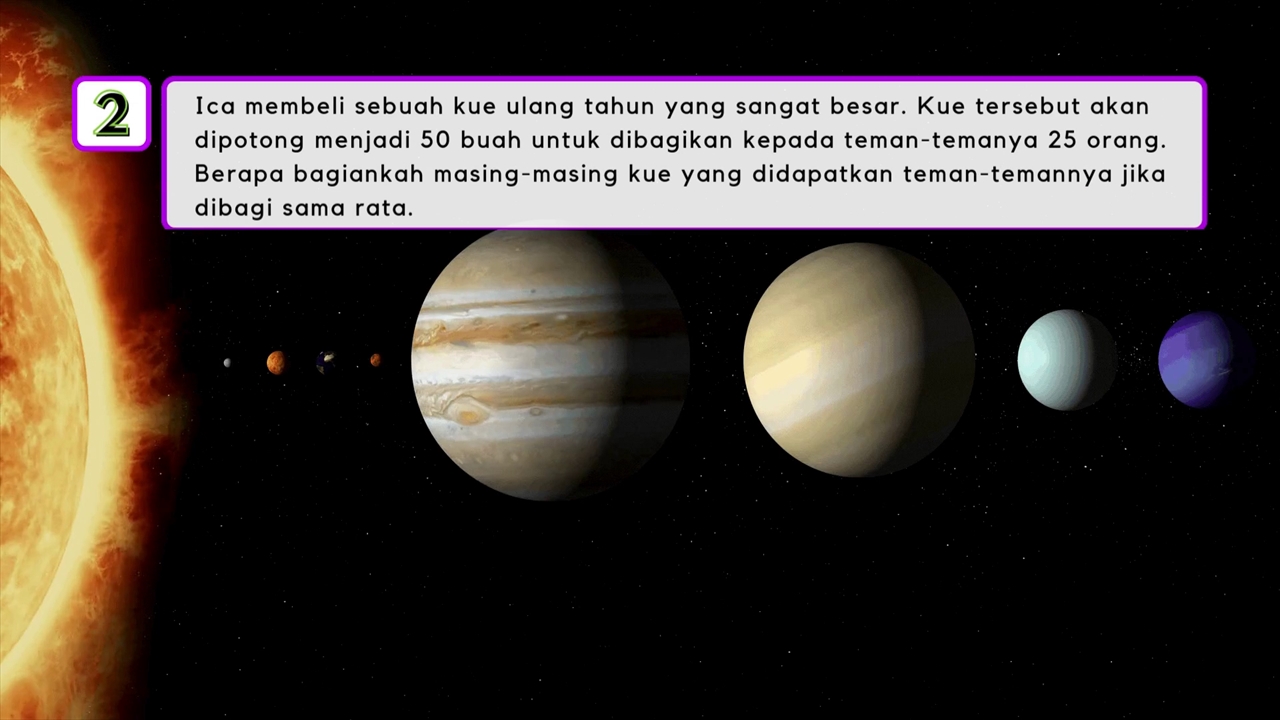 2
Ica membeli sebuah kue ulang tahun yang sangat besar. Kue tersebut akan
dipotong menjadi 50 buah untuk dibagikan kepada teman-temanya 25 orang.
Berapa bagiankah masing-masing kue yang didapatkan teman-temannya jika
dibagi sama rata.